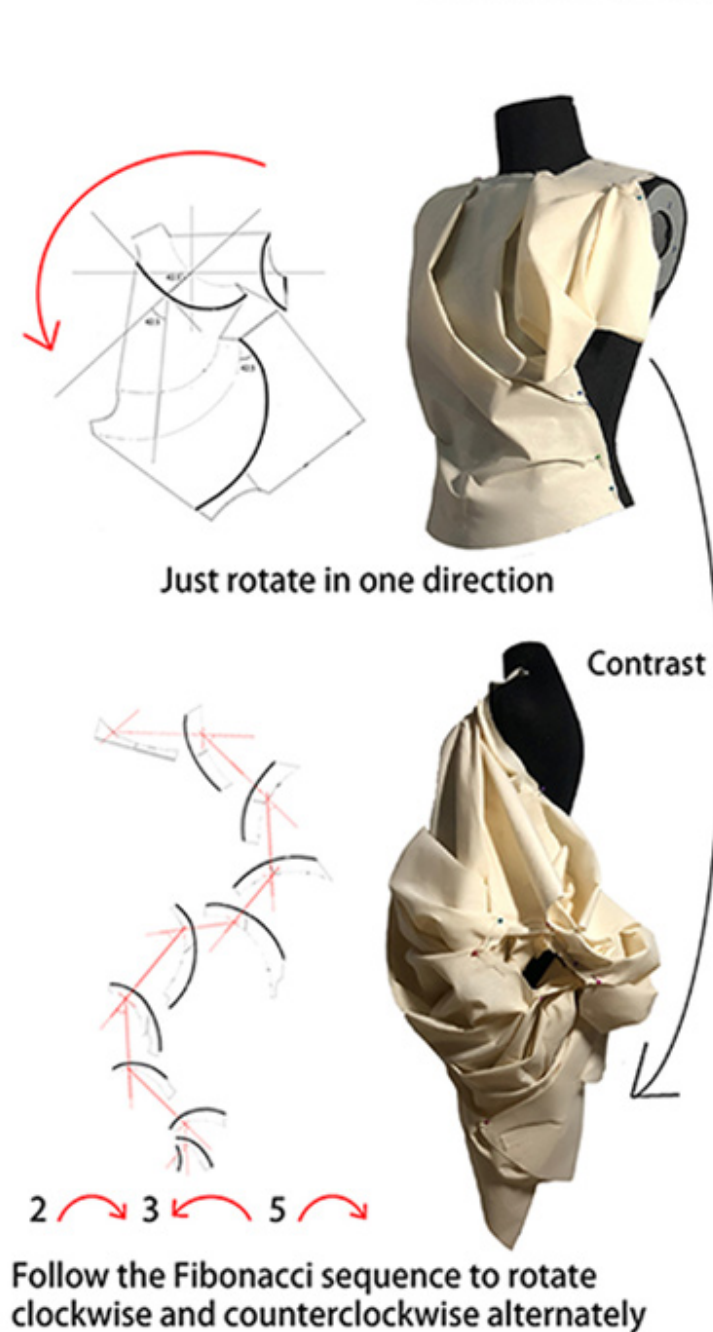 Just rotate in one direction
Contrast
2 3 5
Follow the Fibonacci sequence to rotate
clockwise and counterclockwise alternately